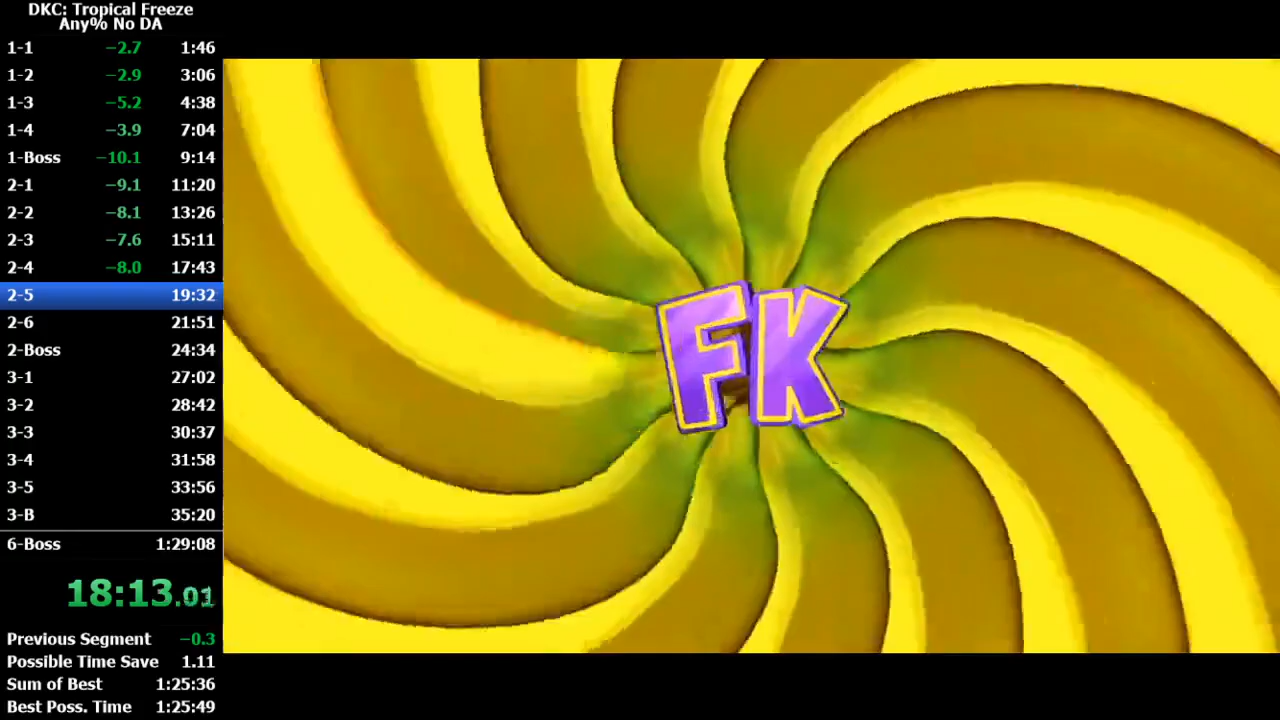 DKC: Tropical Freeze
Any% No DA
1-1 −2.7 1:46
1-2 −2.9 3:06
1-3 −5.2 4:38
1-4 −3.9 7:04
1-Boss −10.1 9:14
2-1 −9.1 11:20
2-2 −8.1 13:26
2-3 −7.6 15:11
2-4 −8.0 17:43
2-5 19:32
2-6 21:51
2-Boss 24:34
3-1 27:02
3-2 28:42
3-3 30:37
3-4 31:58
3-5 33:56
3-B 35:20
6-Boss 1:29:08
18:13.01
Previous Segment −0.3
Possible Time Save 1.11
Sum of Best 1:25:36
Best Poss. Time 1:25:49
FK